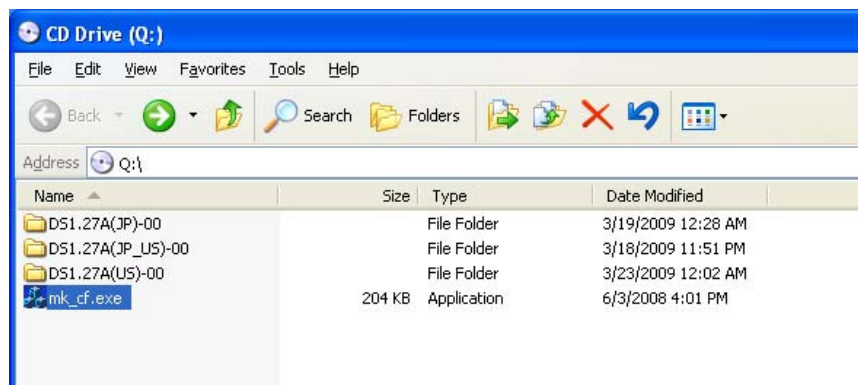 CD Drive (Q:)
File Edit View Favorites Tools Help
Back Search Folders
Address Q:\
Name Size Type Date Modified
DS1.27A(JP)-00 File Folder 3/19/2009 12:28 AM
DS1.27A(JP_US)-00 File Folder 3/18/2009 11:51 PM
DS1.27A(US)-00 File Folder 3/23/2009 12:02 AM
mk_cf.exe 204 KB Application 6/3/2008 4:01 PM